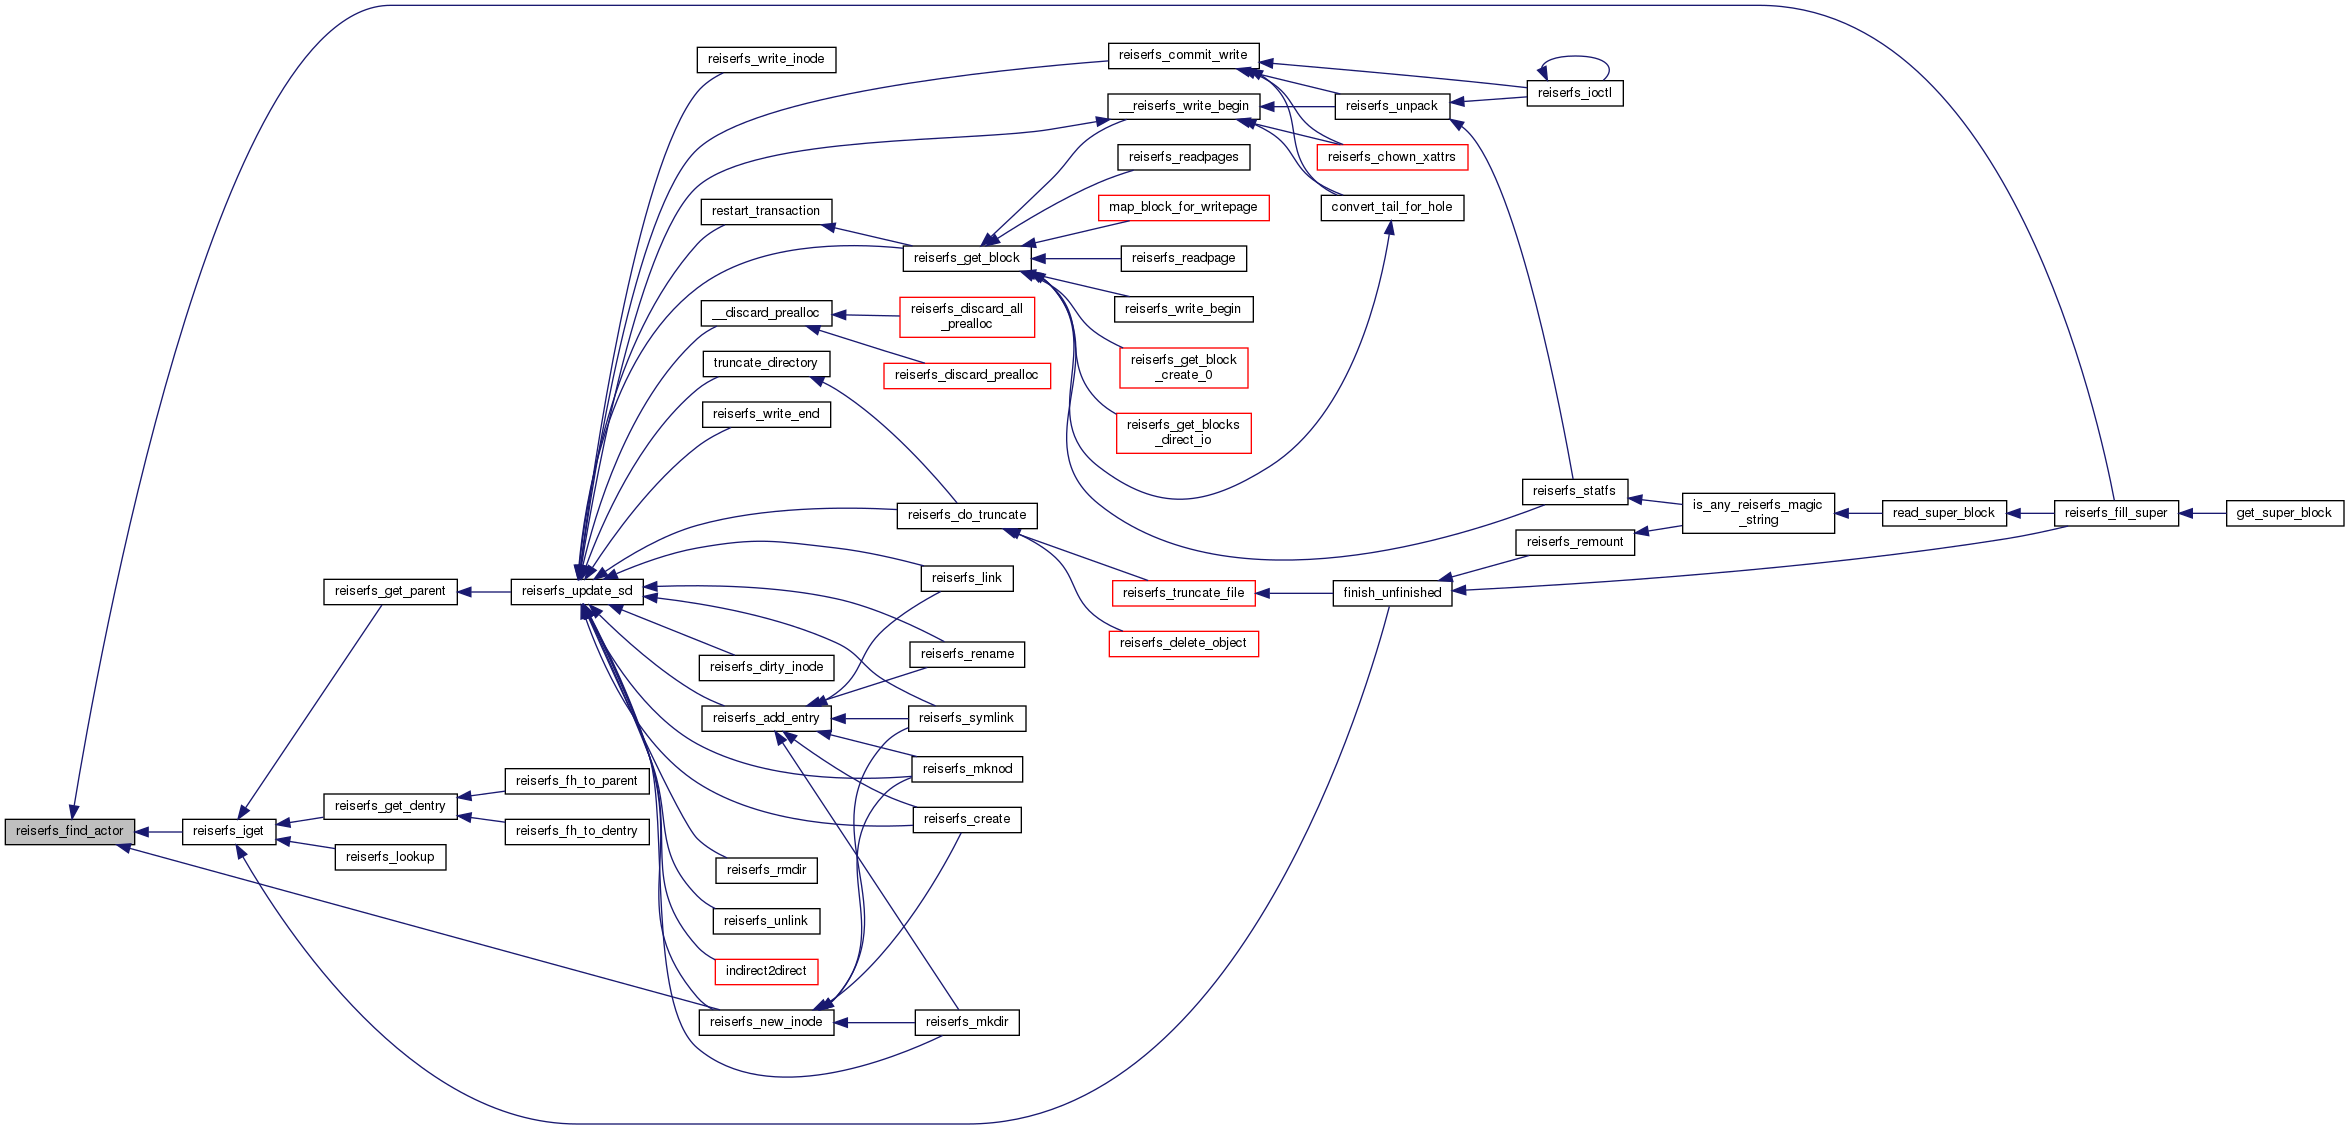 reiserfs_write_inode
reiserfs_commit_write
reiserfs_ioctl
__reiserfs_write_begin
reiserfs_unpack
reiserfs_readpages
reiserfs_chown_xattrs
restart_transaction
map_block_for_writepage
convert_tail_for_hole
reiserfs_get_block
reiserfs_readpage
reiserfs_write_begin
__discard_prealloc
reiserfs_discard_all
_prealloc
truncate_directory
reiserfs_discard_prealloc
reiserfs_get_block
_create_0
reiserfs_write_end
reiserfs_get_blocks
_direct_io
reiserfs_do_truncate
reiserfs_statfs
is_any_reiserfs_magic
_string
read_super_block
reiserfs_fill_super
get_super_block
reiserfs_remount
reiserfs_get_parent
reiserfs_update_sd
reiserfs_link
reiserfs_truncate_file
finish_unfinished
reiserfs_delete_object
reiserfs_rename
reiserfs_dirty_inode
reiserfs_add_entry
reiserfs_symlink
reiserfs_mknod
reiserfs_fh_to_parent
reiserfs_get_dentry
reiserfs_create
reiserfs_find_actor
reiserfs_iget
reiserfs_fh_to_dentry
reiserfs_lookup
reiserfs_rmdir
reiserfs_unlink
indirect2direct
reiserfs_new_inode
reiserfs_mkdir